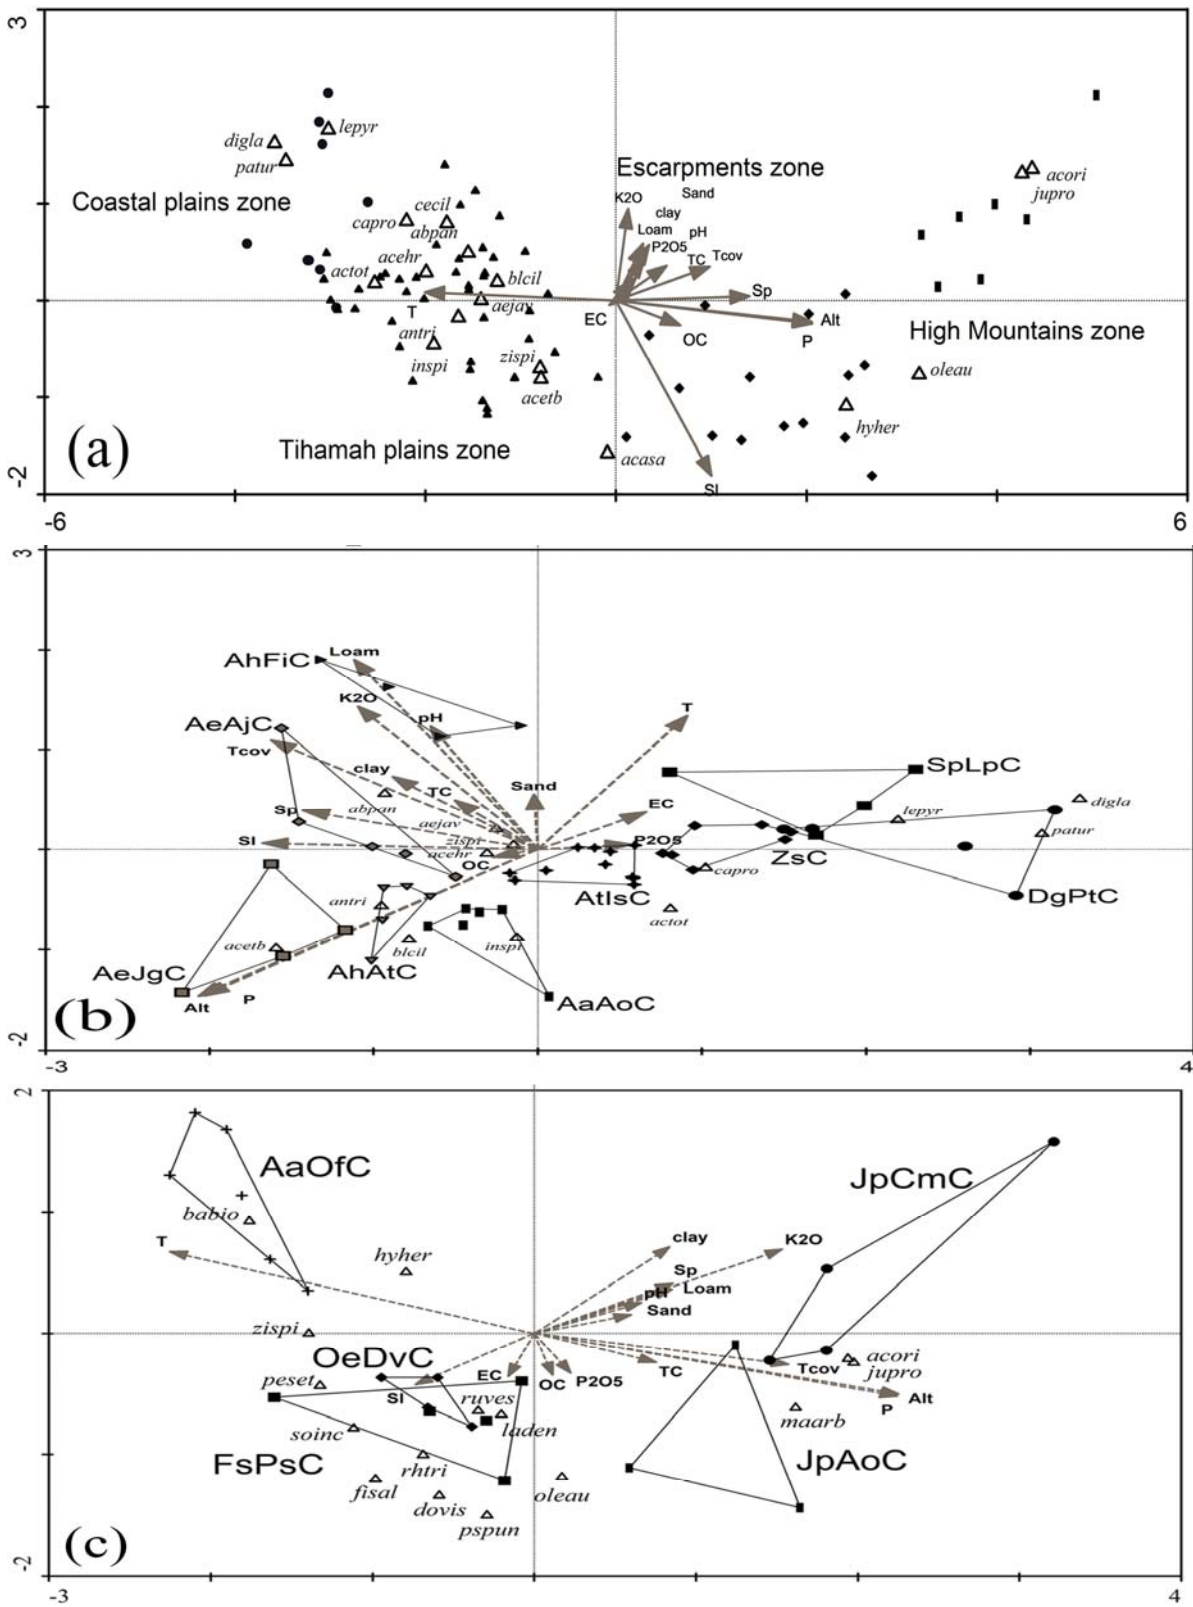 3
lepyr
digla
patur
Escarpments zone
acori
jupro
K2O
Sand
Coastal plains zone
cecil
clay
capro
abpan
Loam
pH
P2O5
acehr
TC
Tcov
actot
blcil
Sp
T
aejav
EC
Alt
High Mountains zone
antri
OC
P
inspi
zispi
oleau
acetb
hyher
(a)
Tihamah plains zone
acasa
SI
-2
-6
6
3
AhFiC
Loam
K2O
pH
T
AeAjC
Tcov
clay
SpLpC
TC
Sand
abpan
EC
digla
Sp
lepyr
aejav
patur
SI
zispi
P2O5
acehr
ZsC
OC
capro
antri
AtIsC
DgPtC
actot
acetb
blcil
inspi
AeJgC
AhAtC
Alt
P
AaAoC
(b)
-2
-3
4
2
AaOfC
JpCmC
babio
T
clay
K2O
hyher
Sp
pH
Loam
Sand
zispi
OeDvC
acori
TC
Tcov
jupro
peset
EC
OC
P2O5
SI
ruves
Alt
P
maarb
soinc
laden
FsPsC
rhtri
JpAoC
fisal
oleau
dovis
pspun
(c)
-2
-3
4